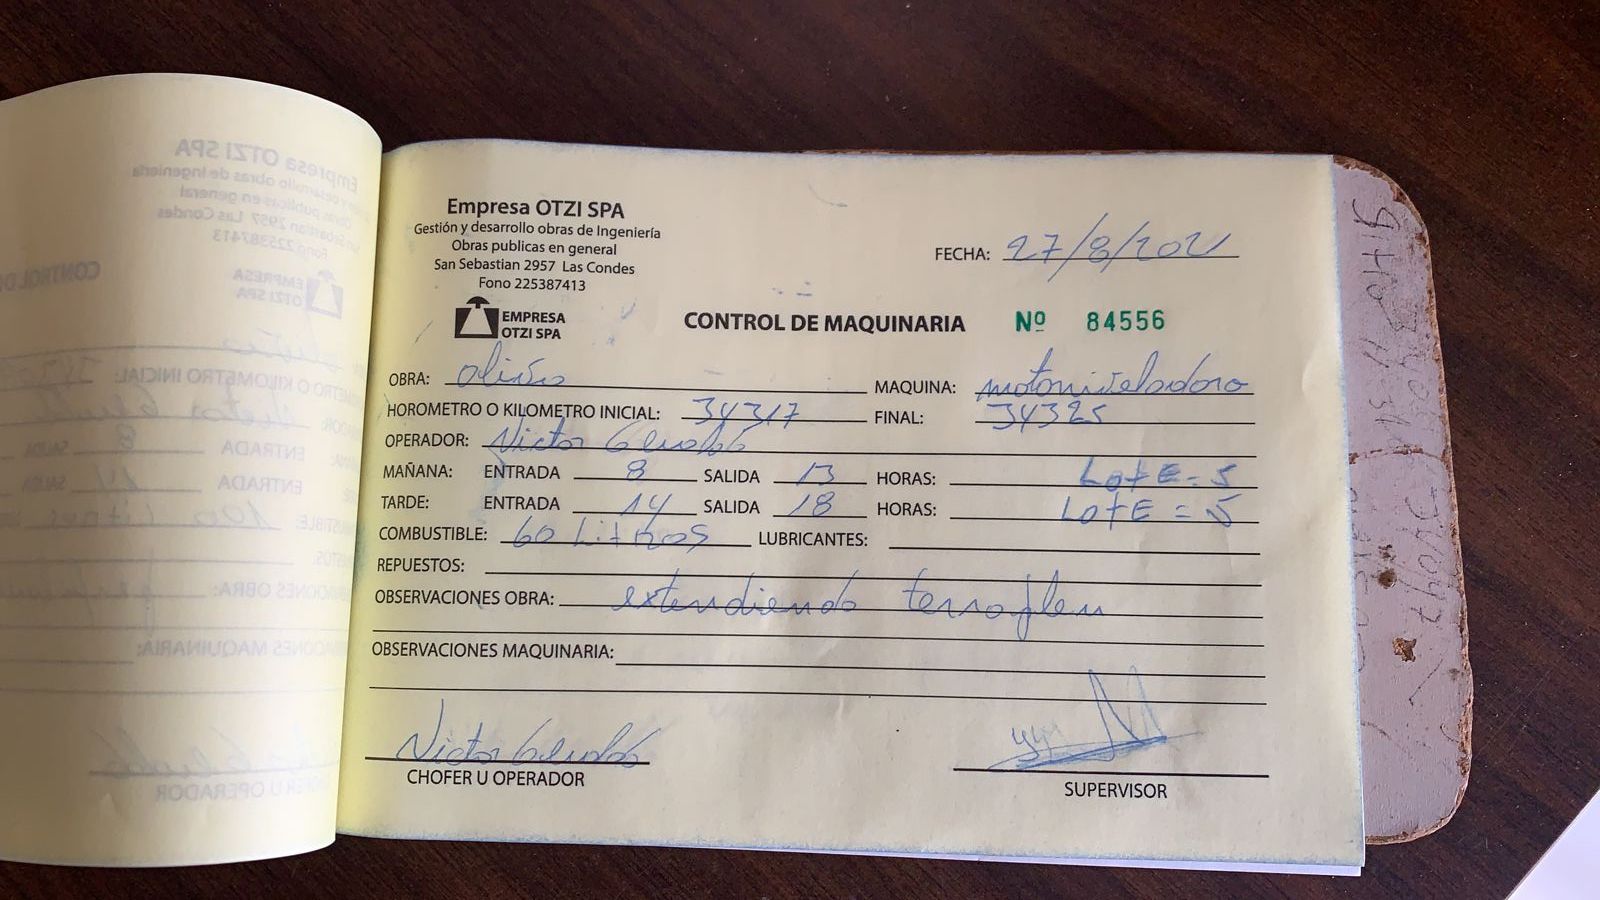 Empresa OTZI SPA
Gestión y desarrollo obras de Ingeniería
Obras publicas en general
San Sebastian 2957 Las Condes
Fono 225387413
EMPRESA
OTZI SPA
FECHA: 27/8/2021
CONTROL DE MAQUINARIA Nº 84556
OBRA: MAQUINA: motoniveladora
HOROMETRO O KILOMETRO INICIAL: 34317 FINAL: 34325
OPERADOR: Victor
MAÑANA: ENTRADA 8 SALIDA 13 HORAS: LotE = 5
TARDE: ENTRADA 14 SALIDA 18 HORAS: LotE = 5
COMBUSTIBLE: 60 Litros LUBRICANTES:
REPUESTOS:
OBSERVACIONES OBRA: extendiendo terraplen
OBSERVACIONES MAQUINARIA:
Victor
CHOFER U OPERADOR
SUPERVISOR